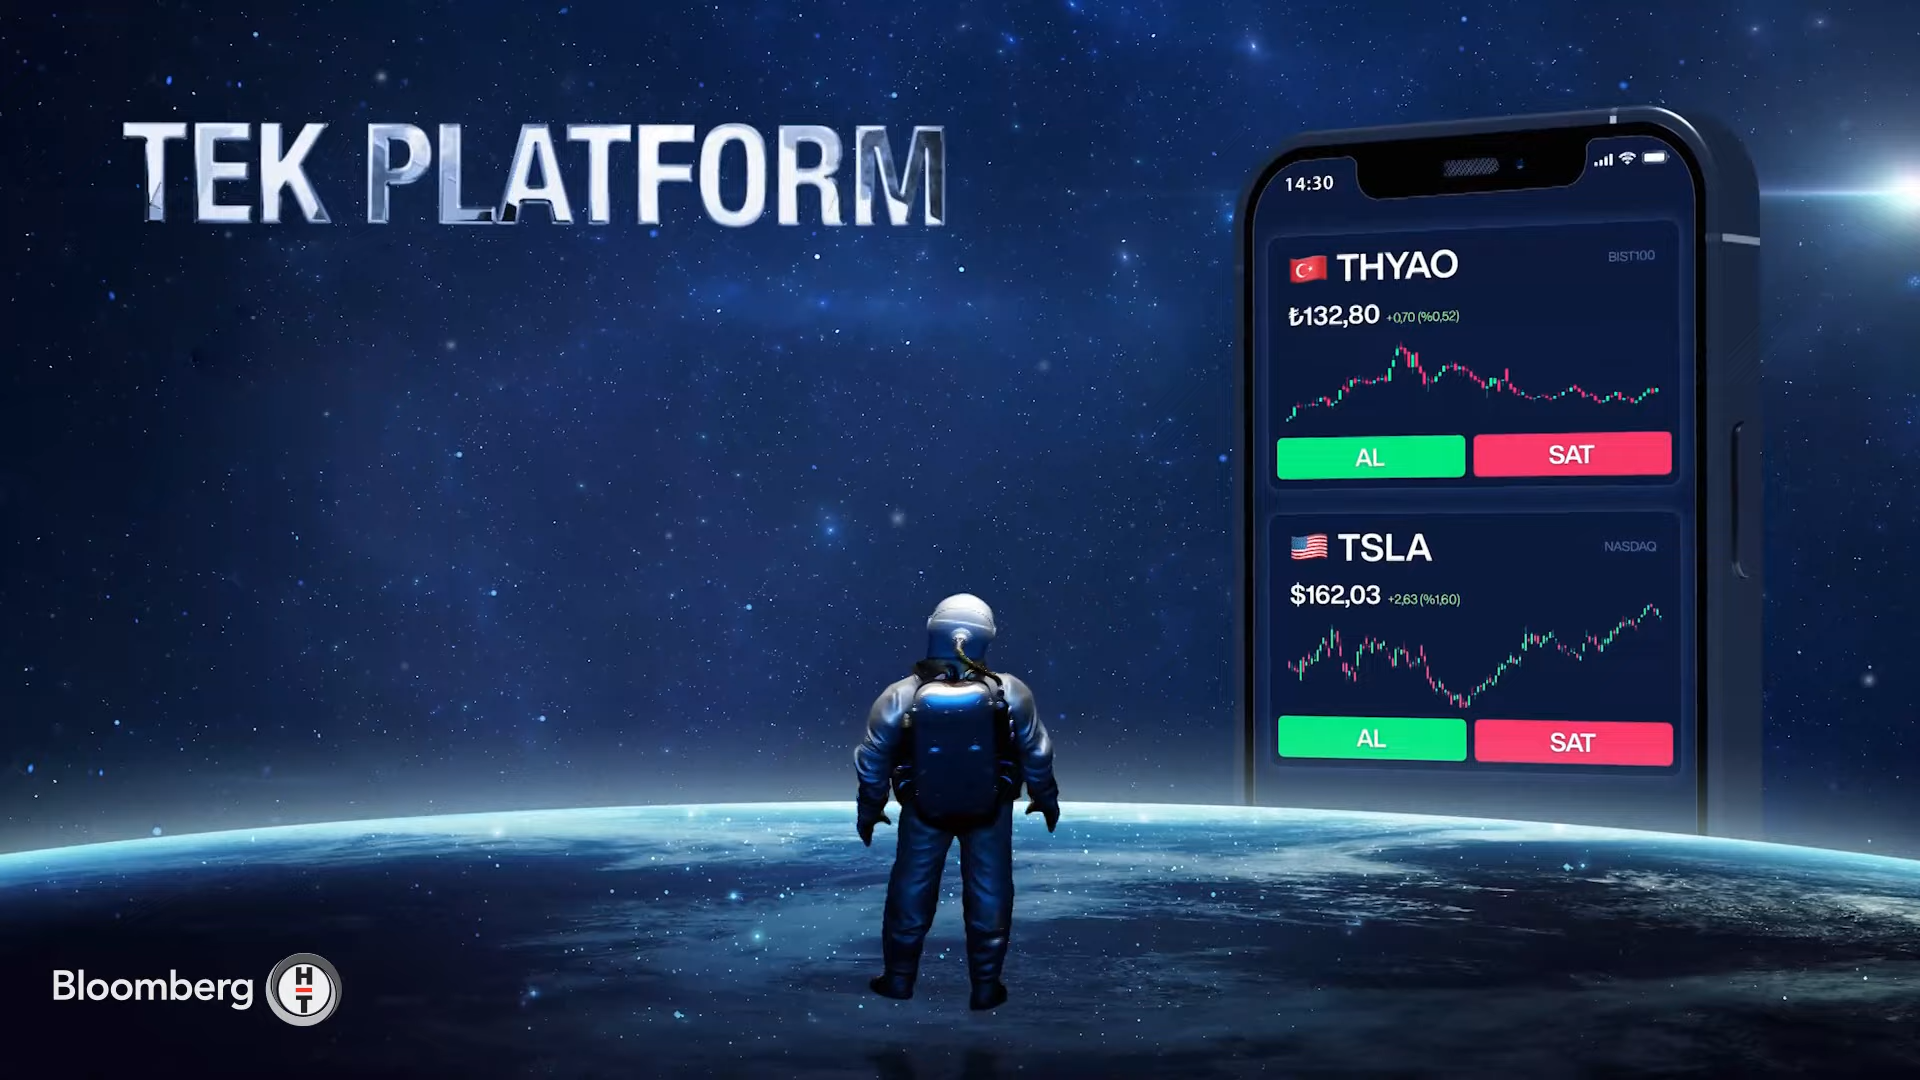 TEK PLATFORM
14:30
THYAO
BIST100
₺132,80 +0,70 (%0,52)
AL
SAT
TSLA
NASDAQ
$162,03 +2,63 (%1,60)
AL
SAT
Bloomberg HT